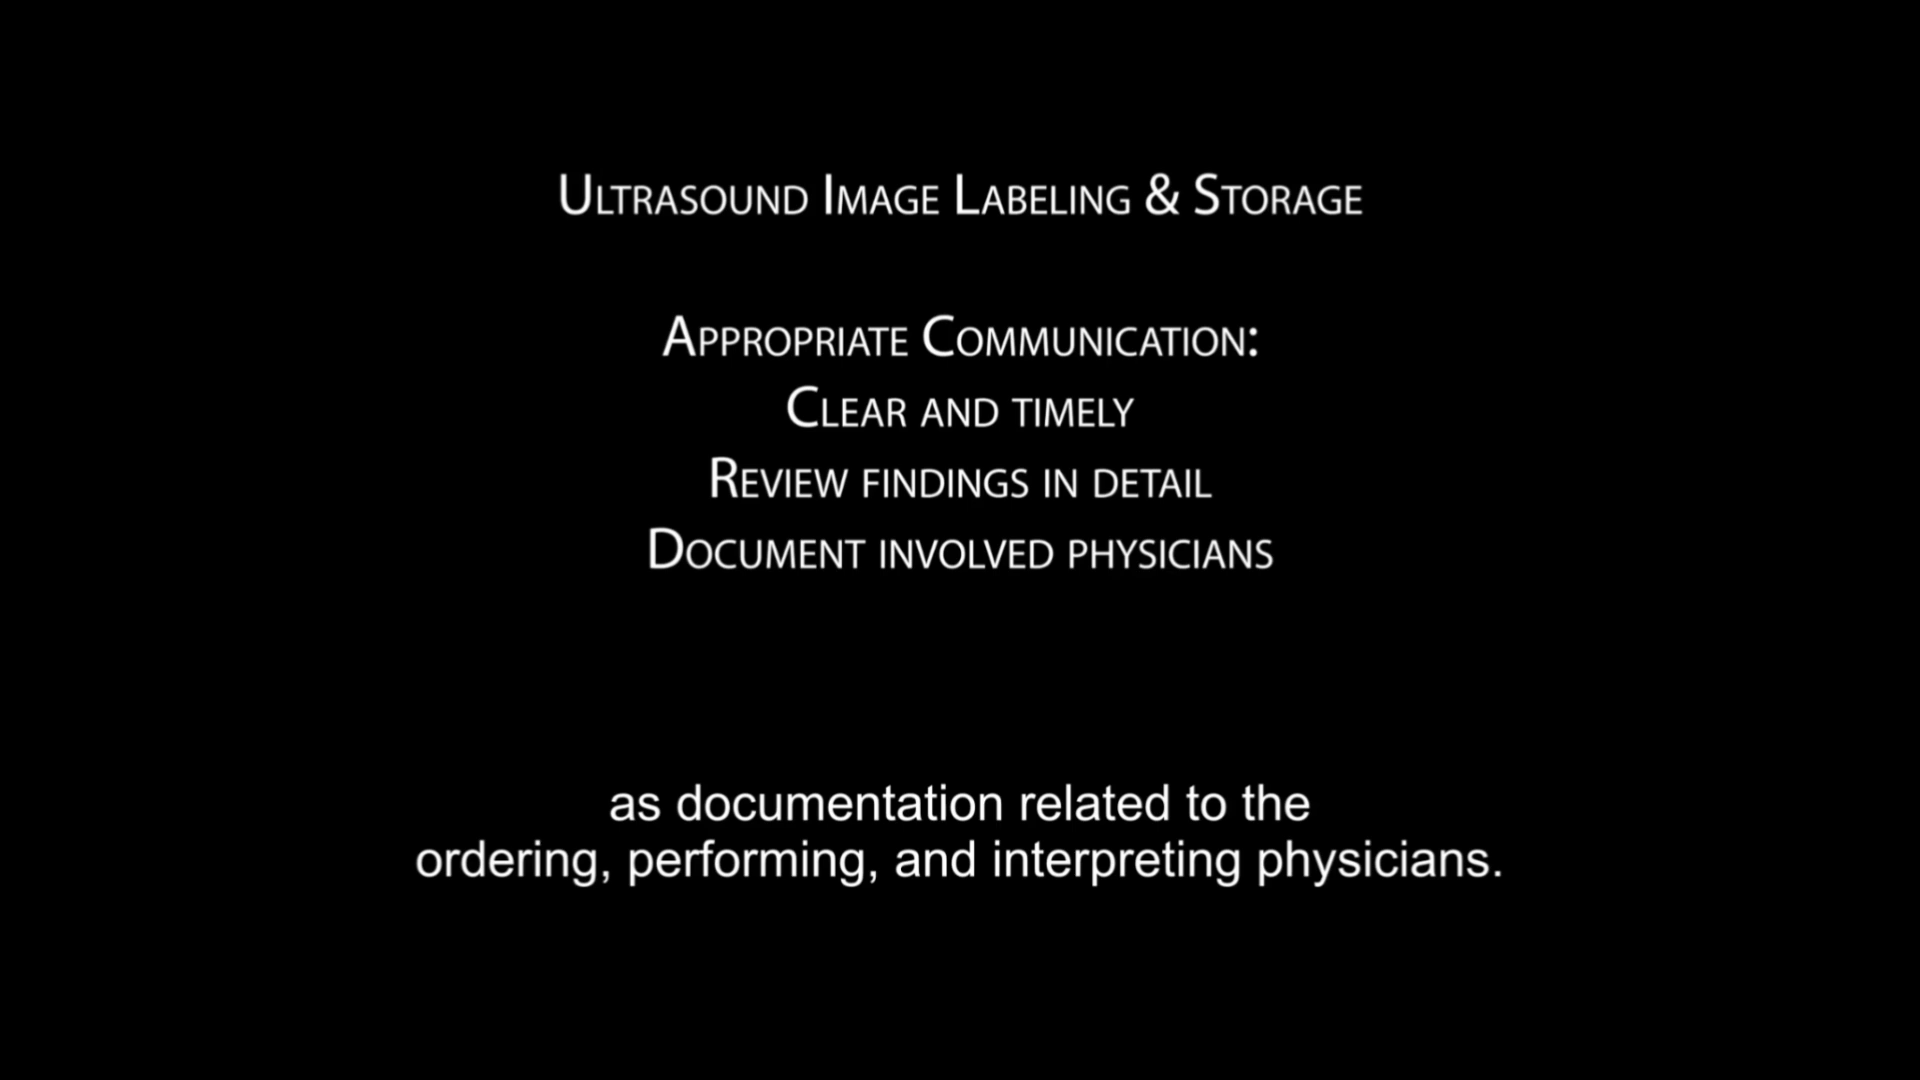 Ultrasound Image Labeling & Storage
Appropriate Communication:
Clear and timely
Review findings in detail
Document involved physicians
as documentation related to the
ordering, performing, and interpreting physicians.